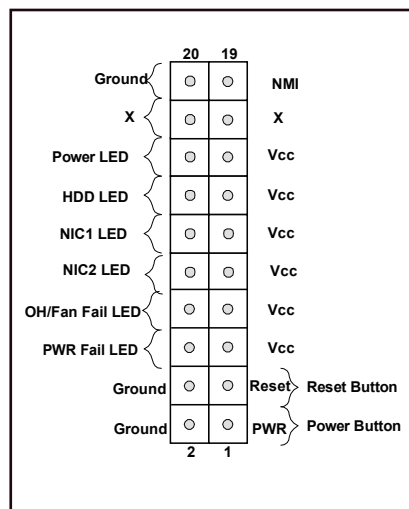 20 19
Ground NMI
X X
Power LED Vcc
HDD LED Vcc
NIC1 LED Vcc
NIC2 LED Vcc
OH/Fan Fail LED Vcc
PWR Fail LED Vcc
Ground Reset Reset Button
Ground PWR Power Button
2 1